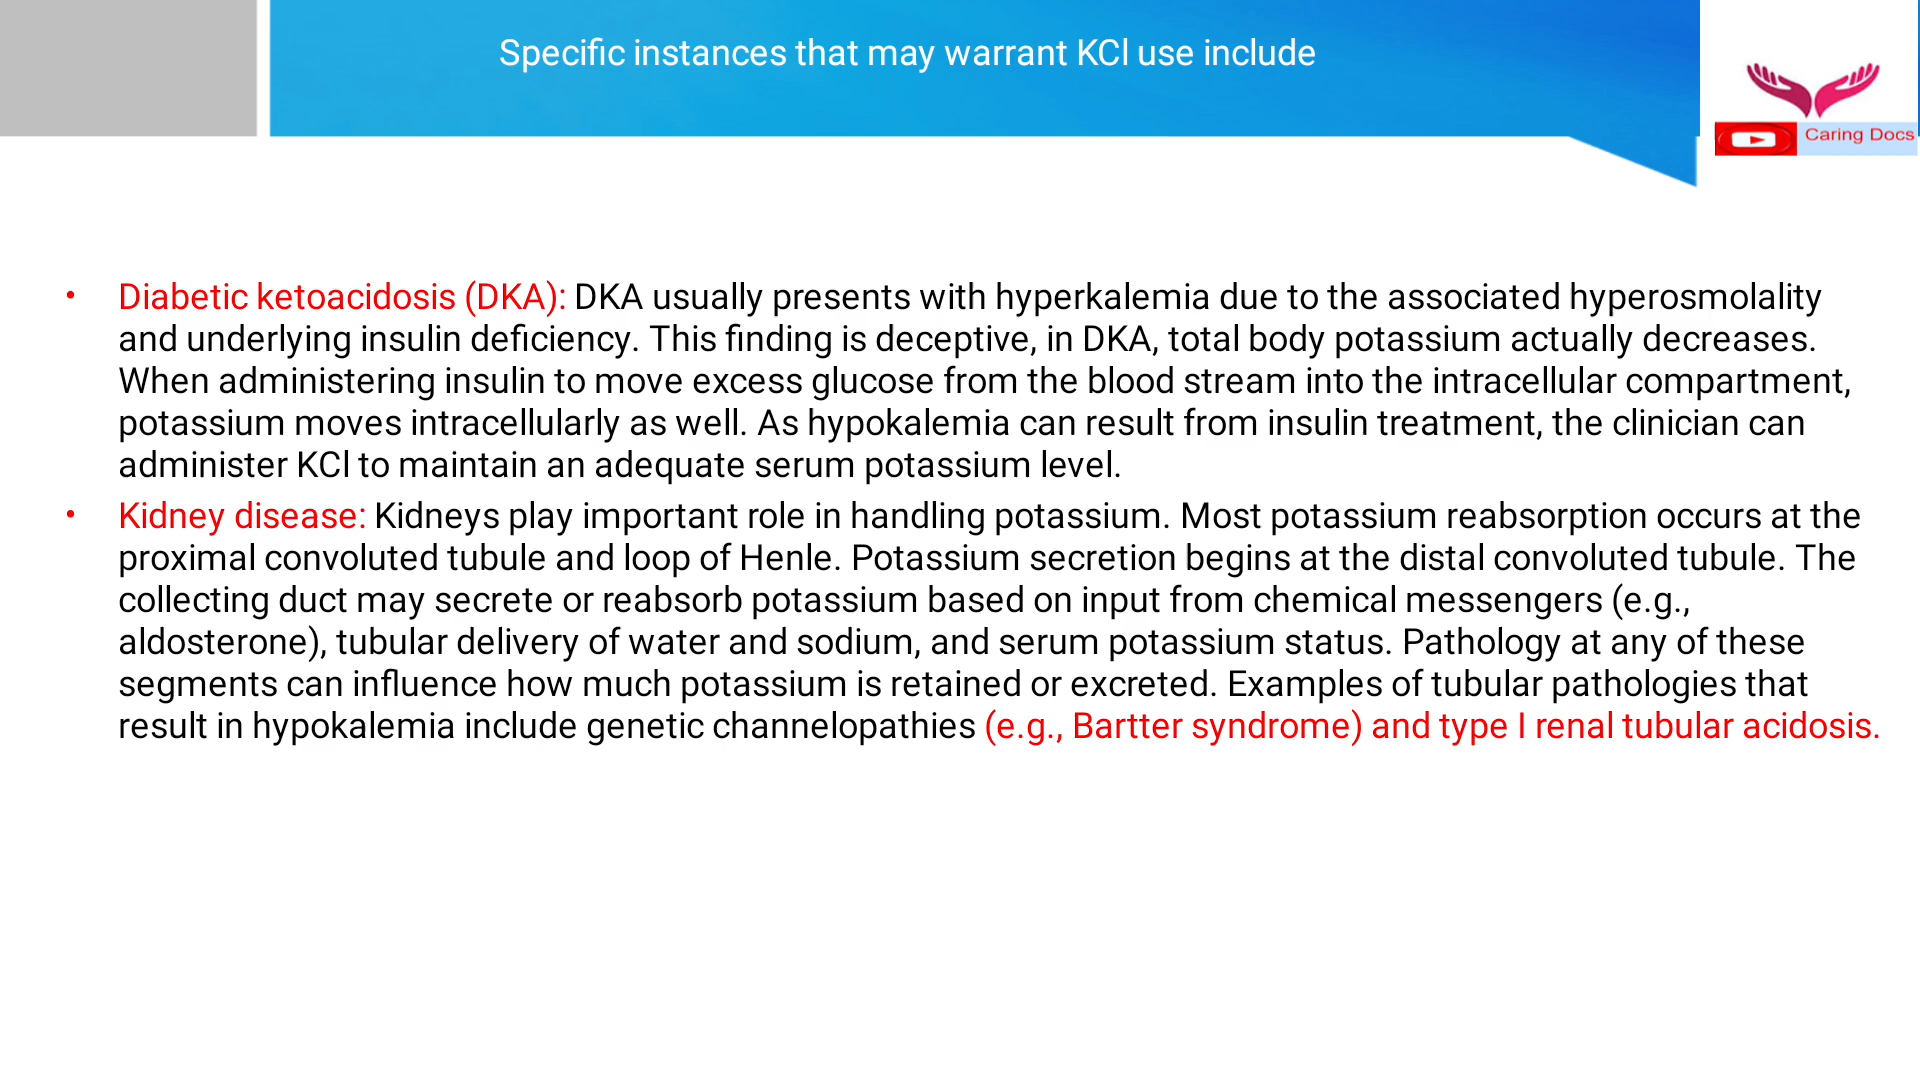 Specific instances that may warrant KCl use include
Caring Docs
• Diabetic ketoacidosis (DKA): DKA usually presents with hyperkalemia due to the associated hyperosmolality
and underlying insulin deficiency. This finding is deceptive, in DKA, total body potassium actually decreases.
When administering insulin to move excess glucose from the blood stream into the intracellular compartment,
potassium moves intracellularly as well. As hypokalemia can result from insulin treatment, the clinician can
administer KCl to maintain an adequate serum potassium level.
• Kidney disease: Kidneys play important role in handling potassium. Most potassium reabsorption occurs at the
proximal convoluted tubule and loop of Henle. Potassium secretion begins at the distal convoluted tubule. The
collecting duct may secrete or reabsorb potassium based on input from chemical messengers (e.g.,
aldosterone), tubular delivery of water and sodium, and serum potassium status. Pathology at any of these
segments can influence how much potassium is retained or excreted. Examples of tubular pathologies that
result in hypokalemia include genetic channelopathies (e.g., Bartter syndrome) and type I renal tubular acidosis.